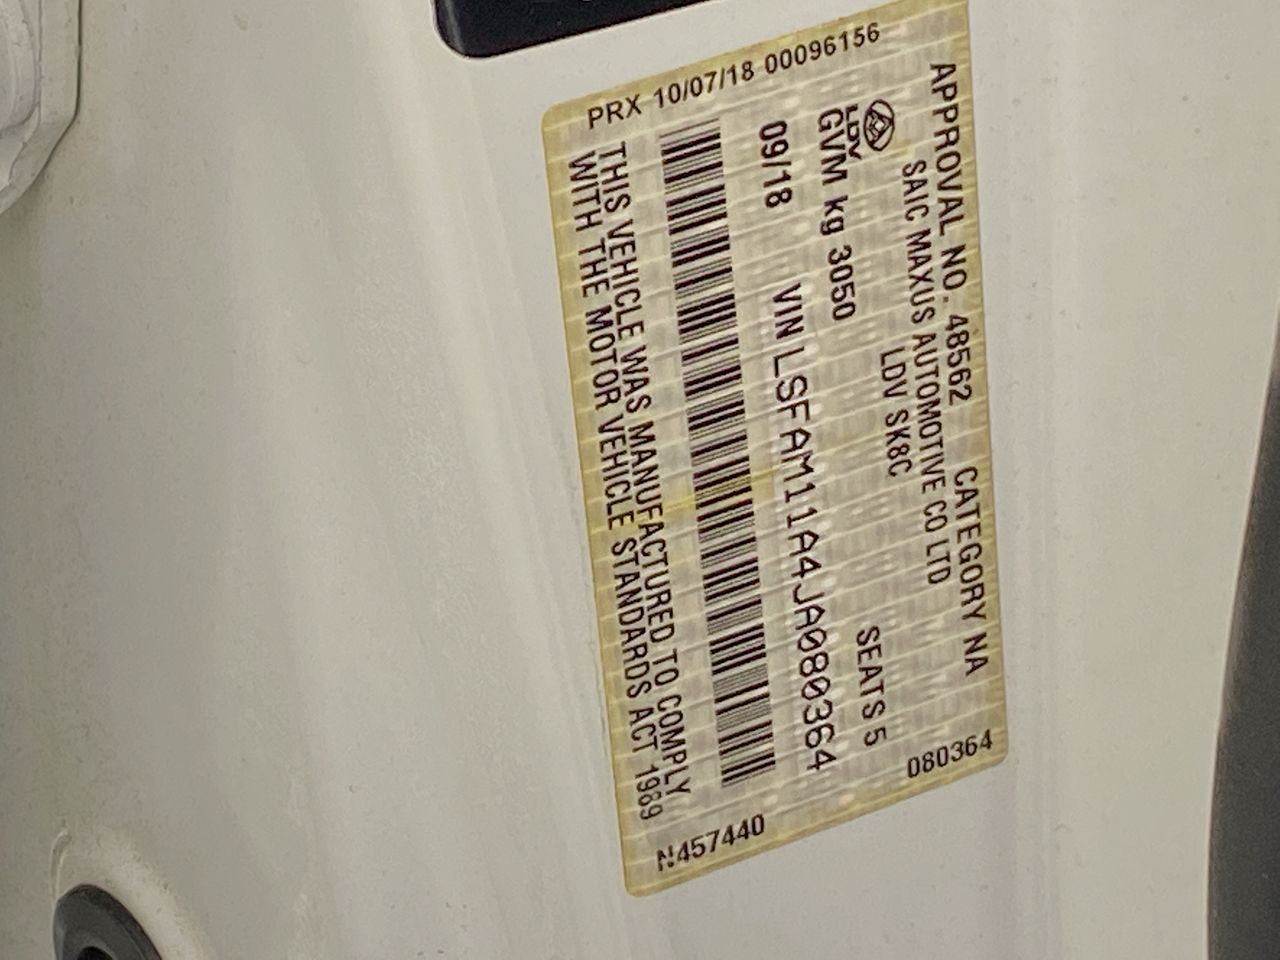 APPROVAL NO. 48562 CATEGORY NA
SAIC MAXUS AUTOMOTIVE CO LTD
LDV SK8C
LDV
GVM kg 3050 SEATS 5
09/18 VIN LSFAM11A4JA080364
THIS VEHICLE WAS MANUFACTURED TO COMPLY
WITH THE MOTOR VEHICLE STANDARDS ACT 1989
PRX 10/07/18 00096156
080364
N457440